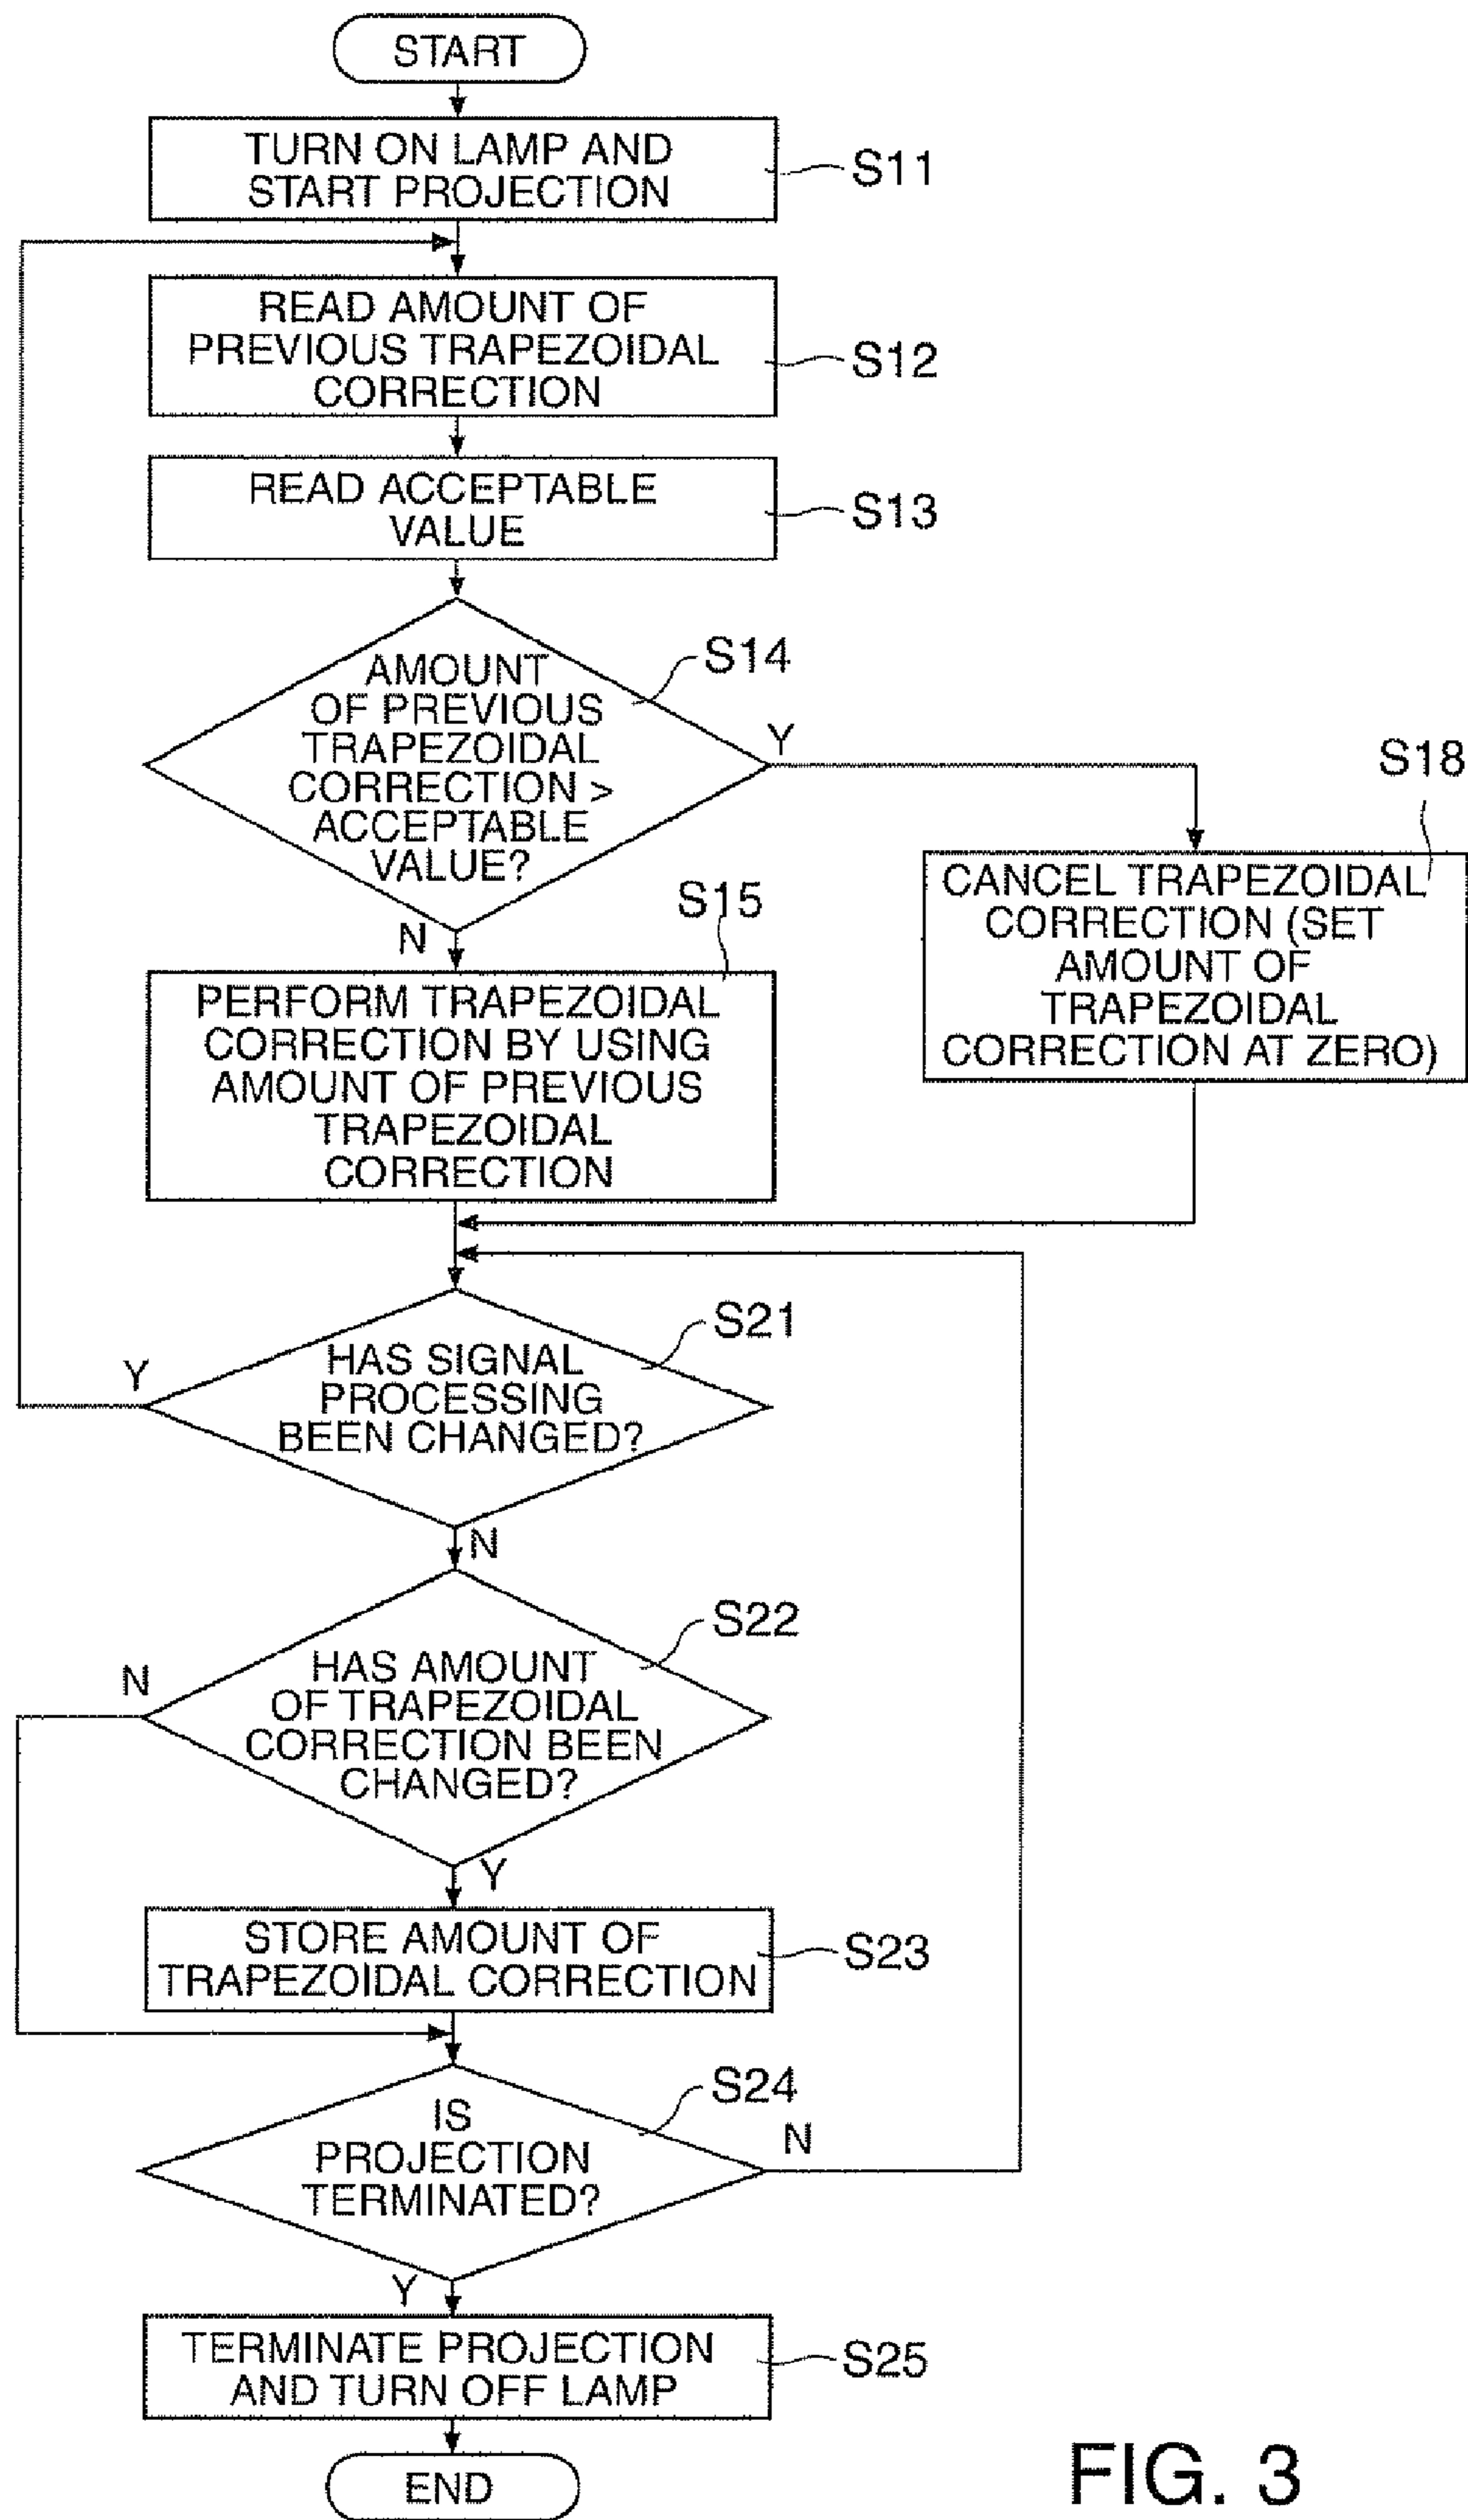 START
TURN ON LAMP AND
START PROJECTION
S11
READ AMOUNT OF
PREVIOUS TRAPEZOIDAL
CORRECTION
S12
READ ACCEPTABLE
VALUE
S13
AMOUNT
OF PREVIOUS
TRAPEZOIDAL
CORRECTION >
ACCEPTABLE
VALUE?
S14
Y
N
S18
CANCEL TRAPEZOIDAL
CORRECTION (SET
AMOUNT OF
TRAPEZOIDAL
CORRECTION AT ZERO)
S15
PERFORM TRAPEZOIDAL
CORRECTION BY USING
AMOUNT OF PREVIOUS
TRAPEZOIDAL
CORRECTION
S21
HAS SIGNAL
PROCESSING
BEEN CHANGED?
Y
N
S22
HAS AMOUNT
OF TRAPEZOIDAL
CORRECTION BEEN
CHANGED?
N
Y
STORE AMOUNT OF
TRAPEZOIDAL CORRECTION
S23
S24
IS
PROJECTION
TERMINATED?
N
Y
TERMINATE PROJECTION
AND TURN OFF LAMP
S25
END
FIG. 3